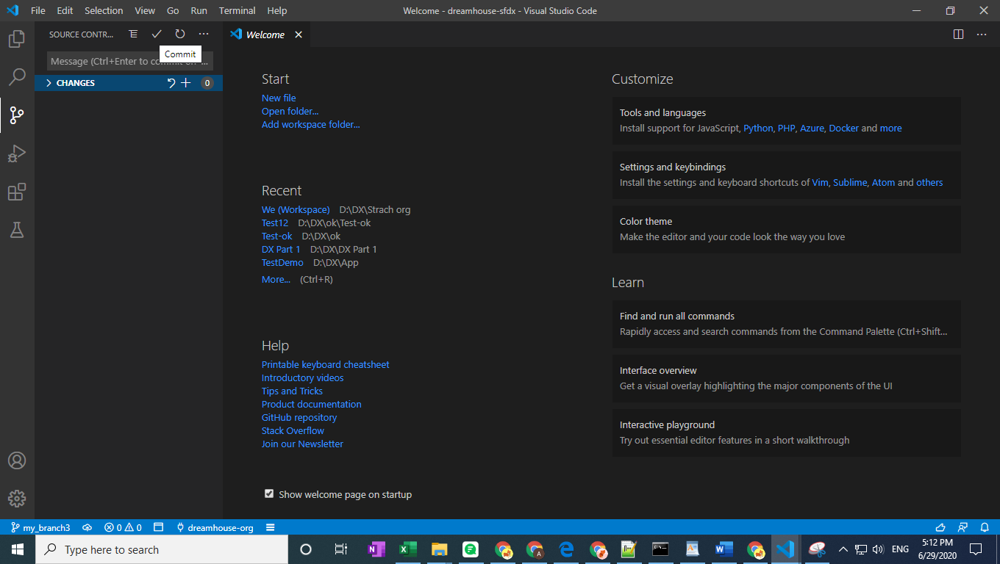 File Edit Selection View Go Run Terminal Help
Welcome - dreamhouse-sfdx - Visual Studio Code
SOURCE CONTR...
Commit
Message (Ctrl+Enter to commit on "...
CHANGES 0
Welcome
Start
New file
Open folder...
Add workspace folder...
Recent
We (Workspace) D:\DX\Strach org
Test12 D:\DX\ok\Test-ok
Test-ok D:\DX\ok
DX Part 1 D:\DX\DX Part 1
TestDemo D:\DX\App
More... (Ctrl+R)
Help
Printable keyboard cheatsheet
Introductory videos
Tips and Tricks
Product documentation
GitHub repository
Stack Overflow
Join our Newsletter
Show welcome page on startup
Customize
Tools and languages
Install support for JavaScript, Python, PHP, Azure, Docker and more
Settings and keybindings
Install the settings and keyboard shortcuts of Vim, Sublime, Atom and others
Color theme
Make the editor and your code look the way you love
Learn
Find and run all commands
Rapidly access and search commands from the Command Palette (Ctrl+Shift...
Interface overview
Get a visual overlay highlighting the major components of the UI
Interactive playground
Try out essential editor features in a short walkthrough
my_branch3 0 0 dreamhouse-org
Type here to search
ENG
5:12 PM
6/29/2020